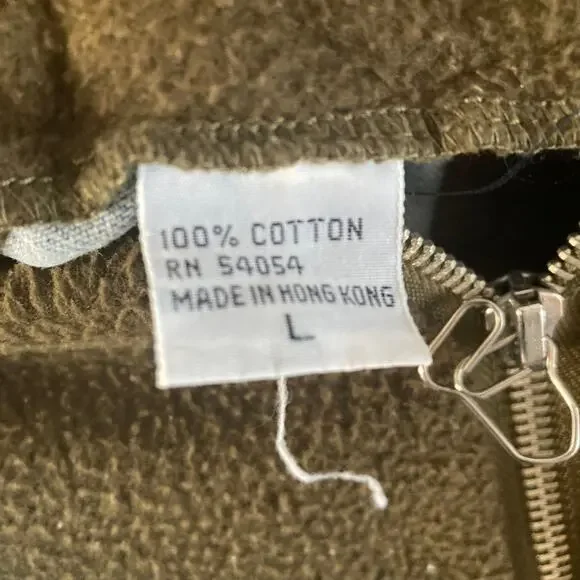 100% COTTON
RN 54054
MADE IN HONG KONG
L